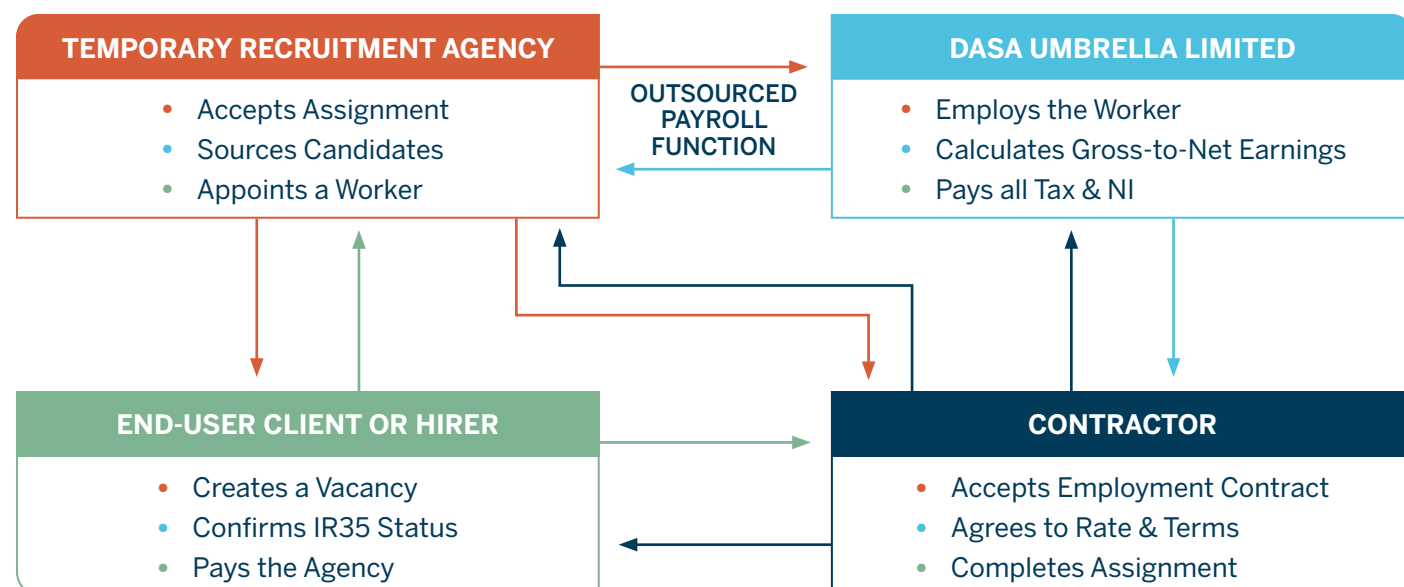 TEMPORARY RECRUITMENT AGENCY
• Accepts Assignment
• Sources Candidates
• Appoints a Worker
OUTSOURCED
PAYROLL
FUNCTION
DASA UMBRELLA LIMITED
• Employs the Worker
• Calculates Gross-to-Net Earnings
• Pays all Tax & NI
END-USER CLIENT OR HIRER
• Creates a Vacancy
• Confirms IR35 Status
• Pays the Agency
CONTRACTOR
• Accepts Employment Contract
• Agrees to Rate & Terms
• Completes Assignment